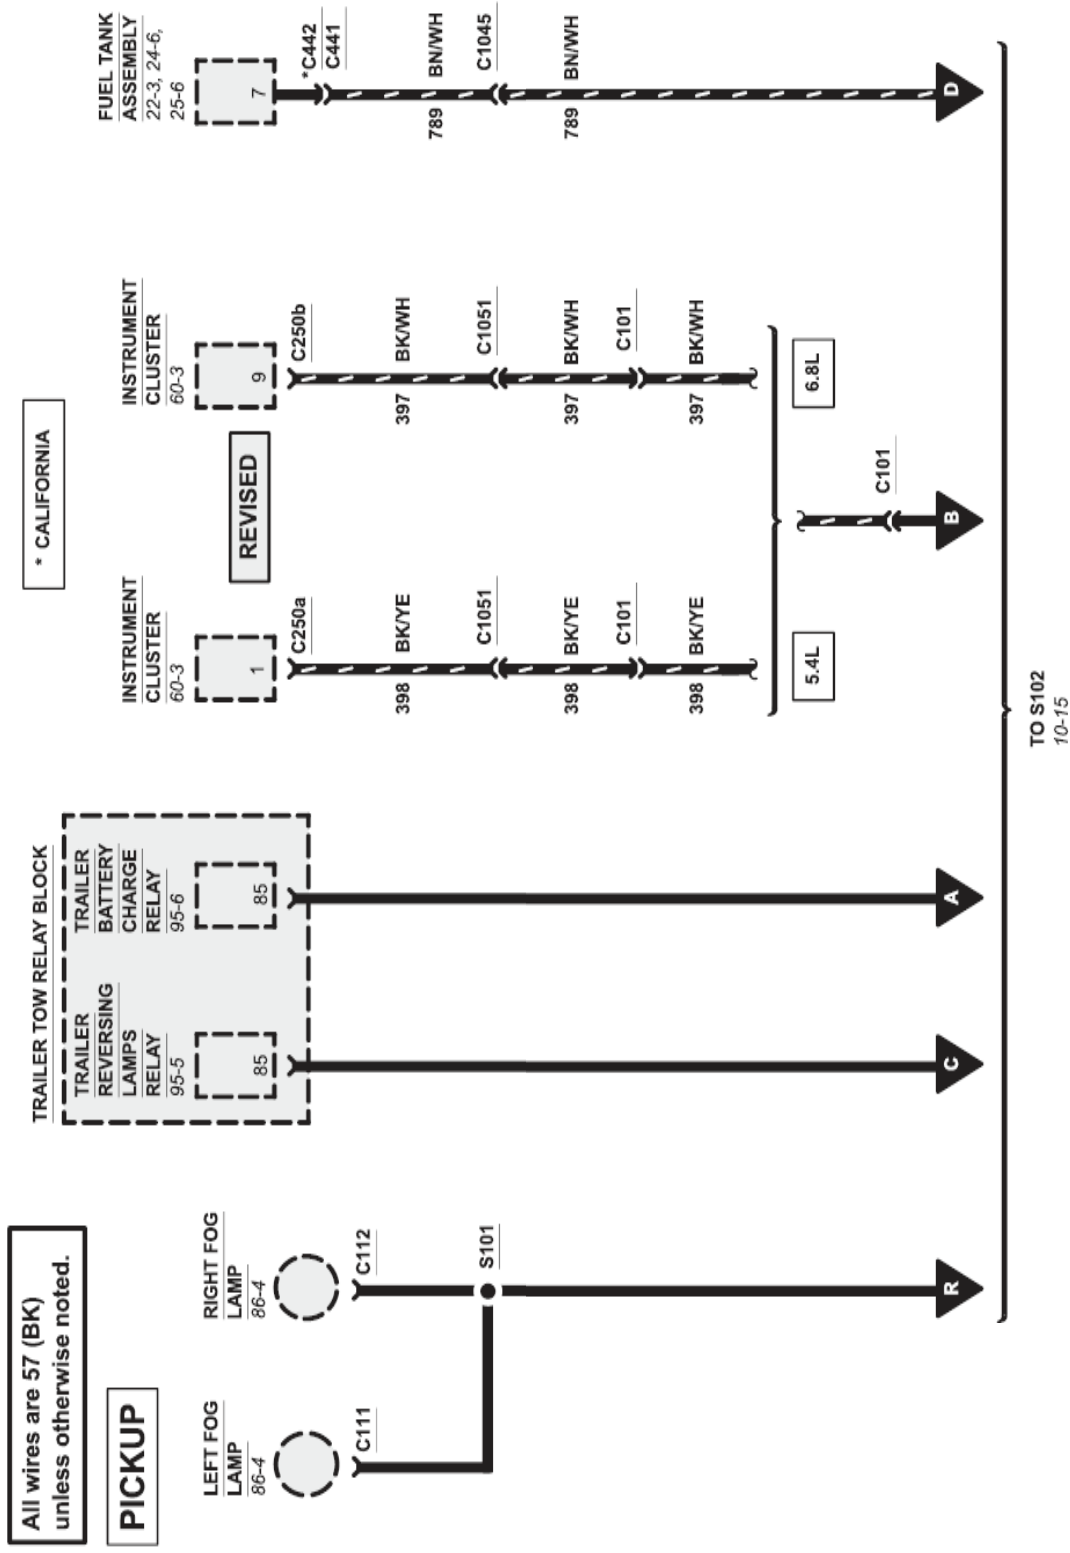 All wires are 57 (BK)
unless otherwise noted.
PICKUP
* CALIFORNIA
REVISED
LEFT FOG
LAMP
86-4
C111
RIGHT FOG
LAMP
86-4
C112
S101
R
TRAILER TOW RELAY BLOCK
TRAILER
REVERSING
LAMPS
RELAY
95-5
85
C
TRAILER
BATTERY
CHARGE
RELAY
95-6
85
A
INSTRUMENT
CLUSTER
60-3
1
C250a
398 BK/YE
C1051
398 BK/YE
C101
398 BK/YE
5.4L
INSTRUMENT
CLUSTER
60-3
9
C250b
397 BK/WH
C1051
397 BK/WH
C101
397 BK/WH
6.8L
C101
B
FUEL TANK
ASSEMBLY
22-3, 24-6,
25-6
7
*C442
C441
789 BN/WH
C1045
789 BN/WH
D
TO S102
10-15